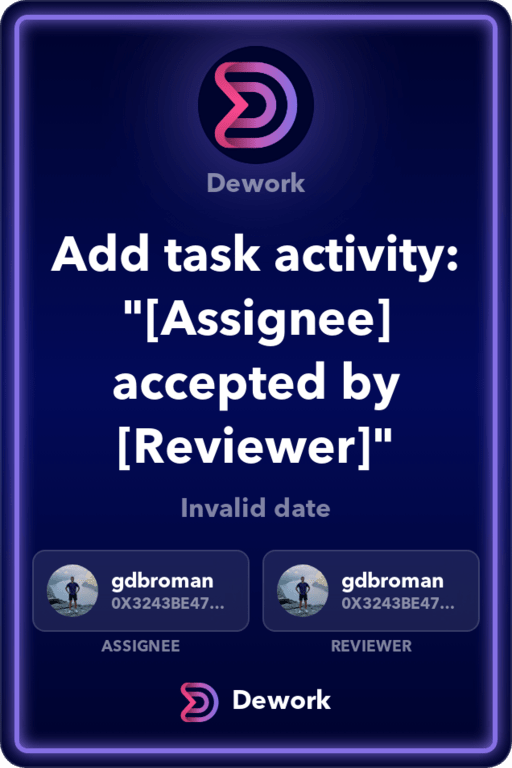 Dework
Add task activity:
"[Assignee]
accepted by
[Reviewer]"
Invalid date
gdbroman
0X3243BE47...
ASSIGNEE
gdbroman
0X3243BE47...
REVIEWER
Dework